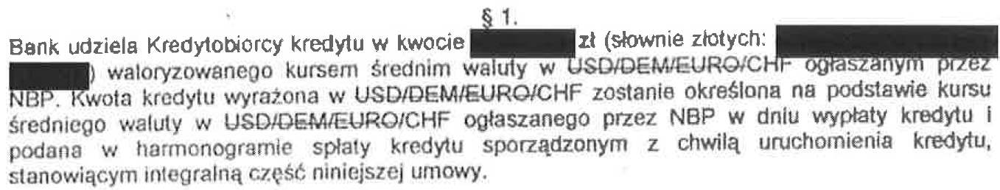 § 1.
Bank udziela Kredytobiorcy kredytu w kwocie zł (słownie złotych:
) waloryzowanego kursem średnim waluty w USD/DEM/EURO/CHF ogłaszanym przez
NBP. Kwota kredytu wyrażona w USD/DEM/EURO/CHF zostanie określona na podstawie kursu
średniego waluty w USD/DEM/EURO/CHF ogłaszanego przez NBP w dniu wypłaty kredytu i
podana w harmonogramie spłaty kredytu sporządzonym z chwilą uruchomienia kredytu,
stanowiącym integralną część niniejszej umowy.